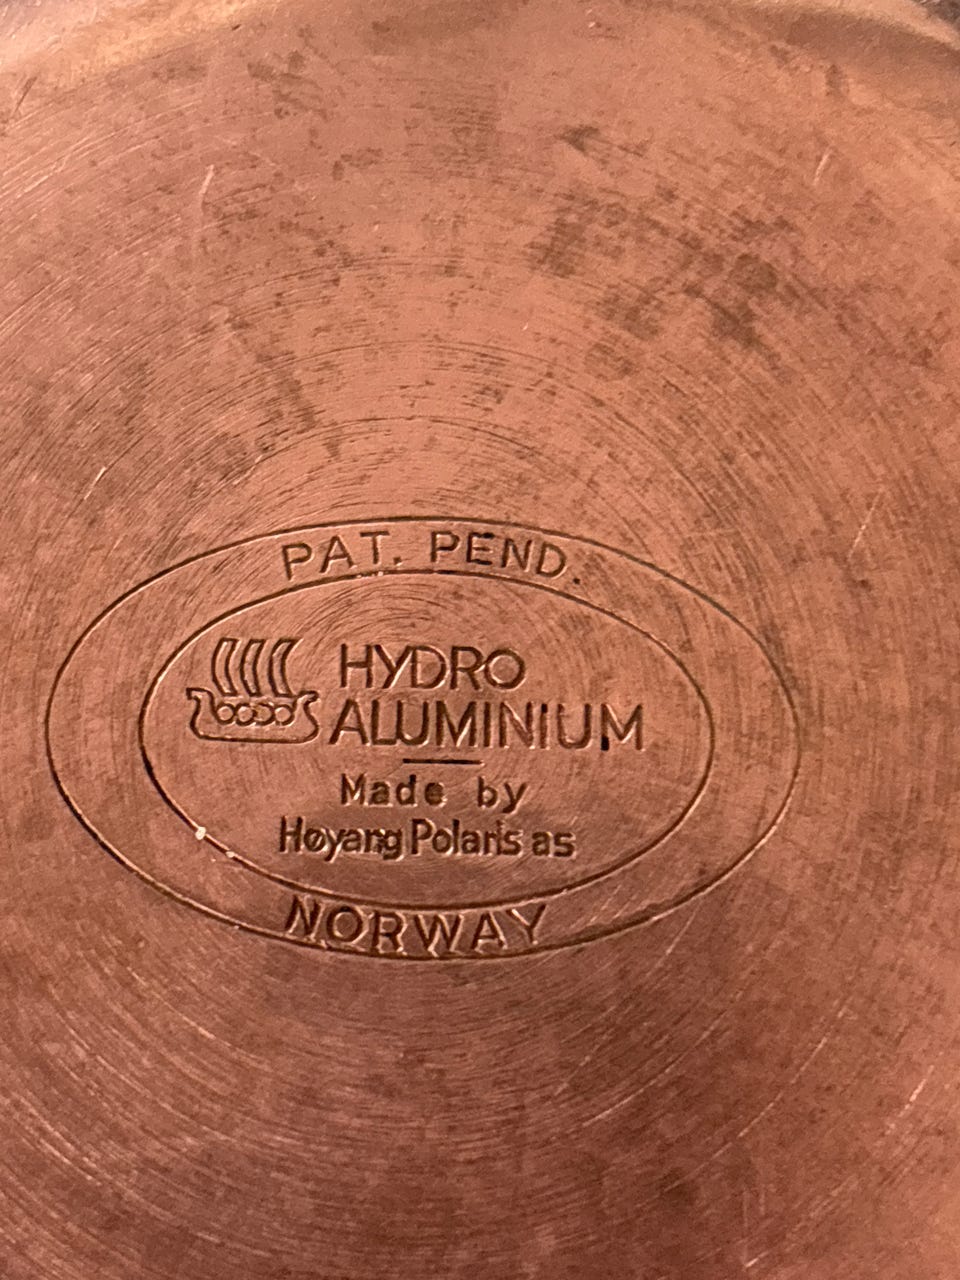 PAT. PEND.
HYDRO
ALUMINIUM
Made by
Høyang Polaris as
NORWAY